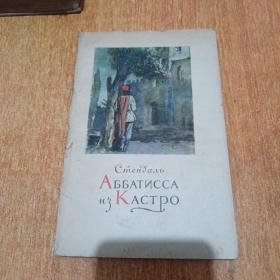 Стендаль
Аббатисса
из Кастро